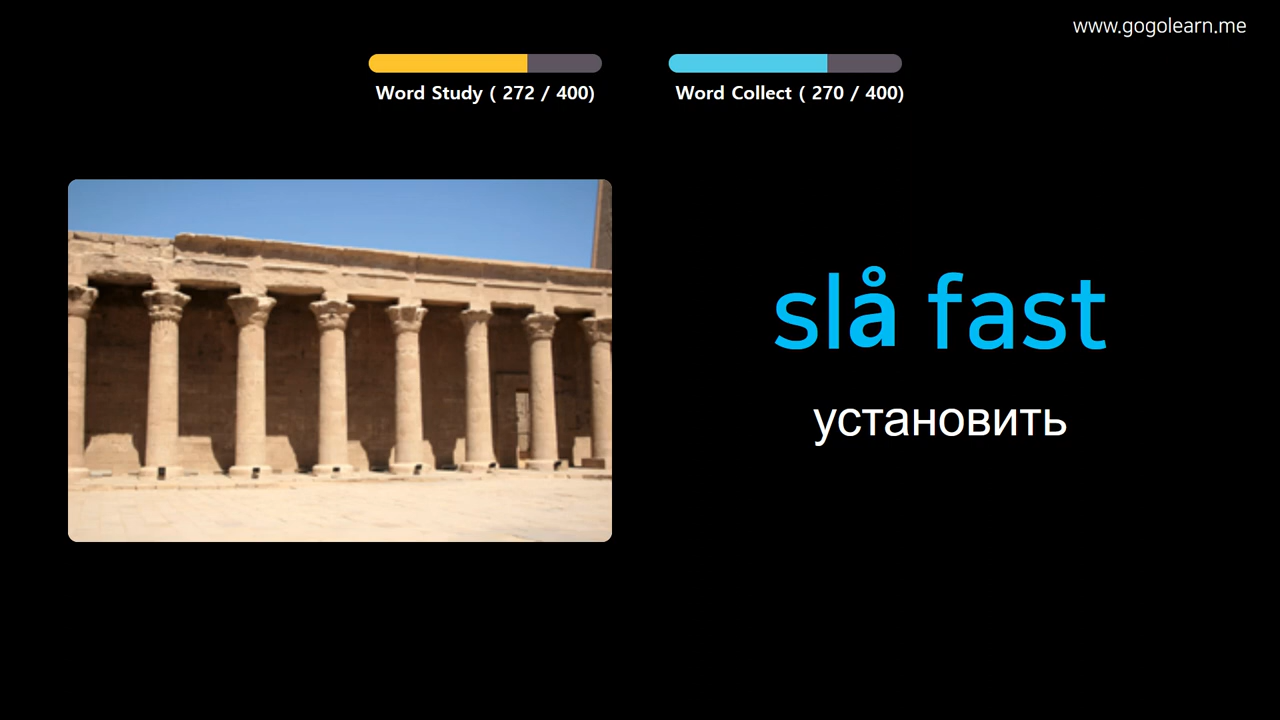 www.gogolearn.me
Word Study ( 272 / 400)
Word Collect ( 270 / 400)
slå fast
установить